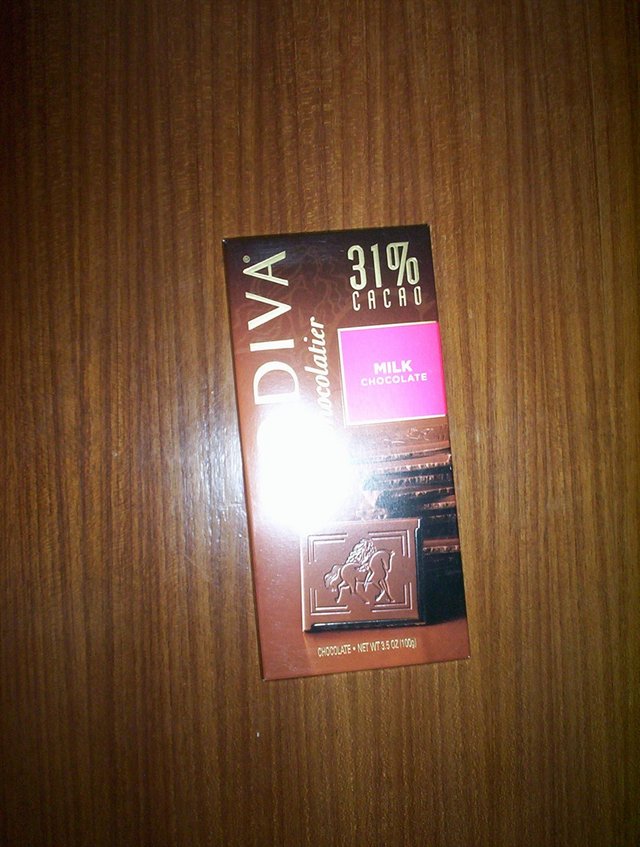 DIVA®
ocolatier
31%
CACAO
MILK
CHOCOLATE
CHOCOLATE • NET WT 3.5 OZ (100g)